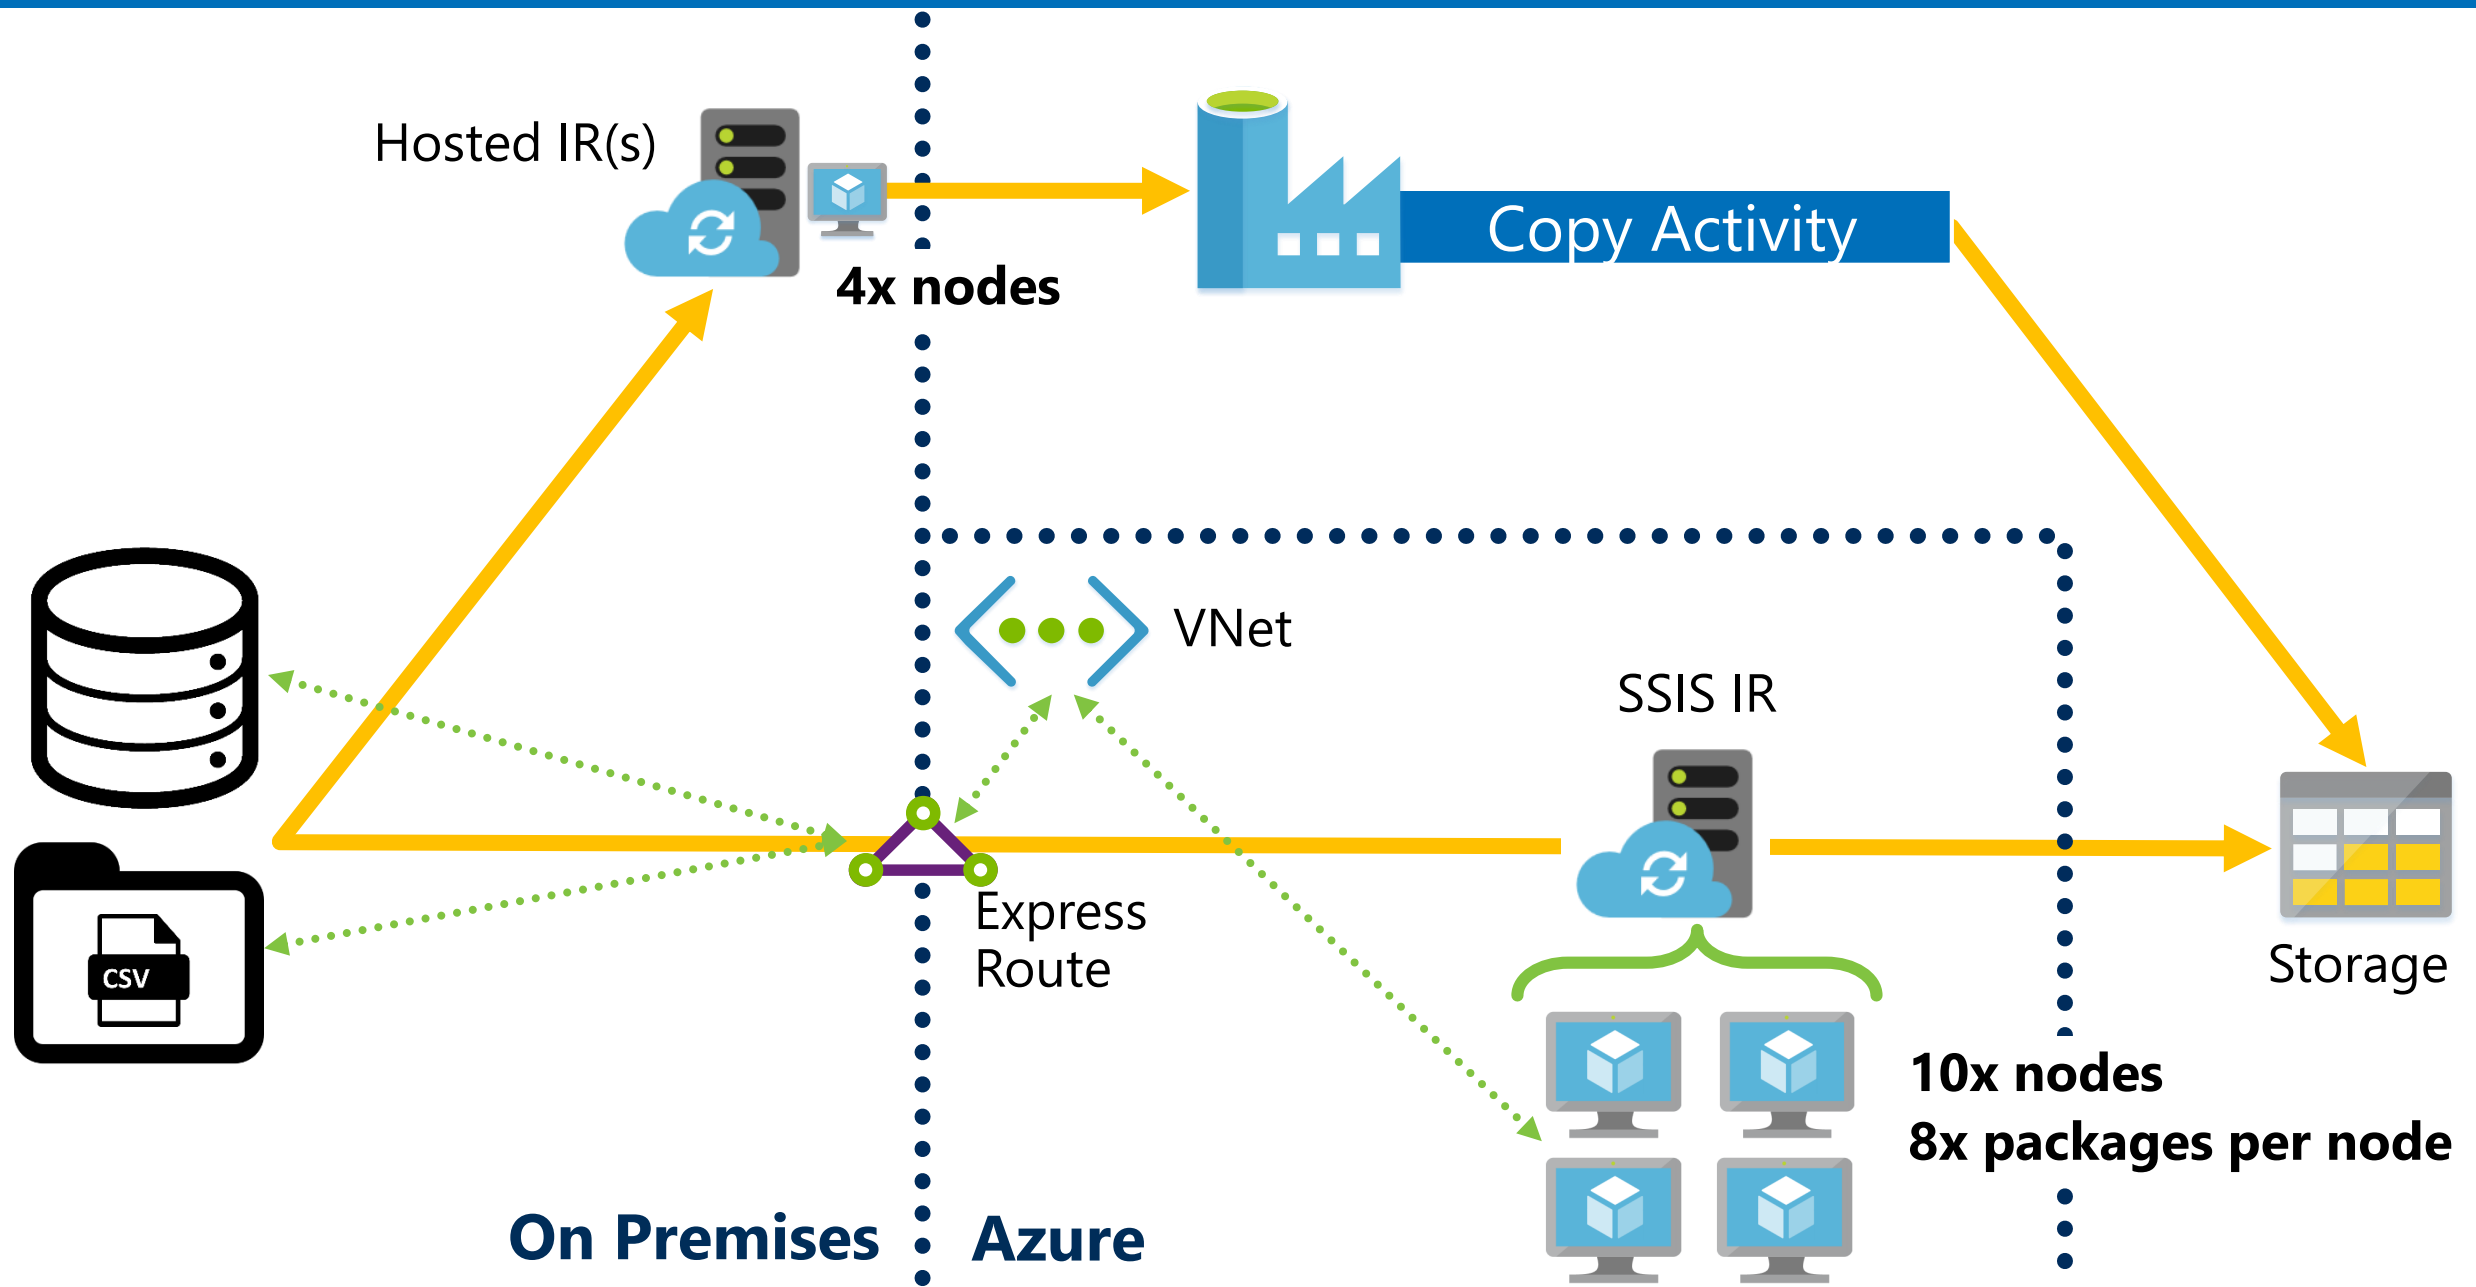 Hosted IR(s)
Copy Activity
4x nodes
VNet
SSIS IR
Express
Route
CSV
Storage
10x nodes
8x packages per node
On Premises
Azure